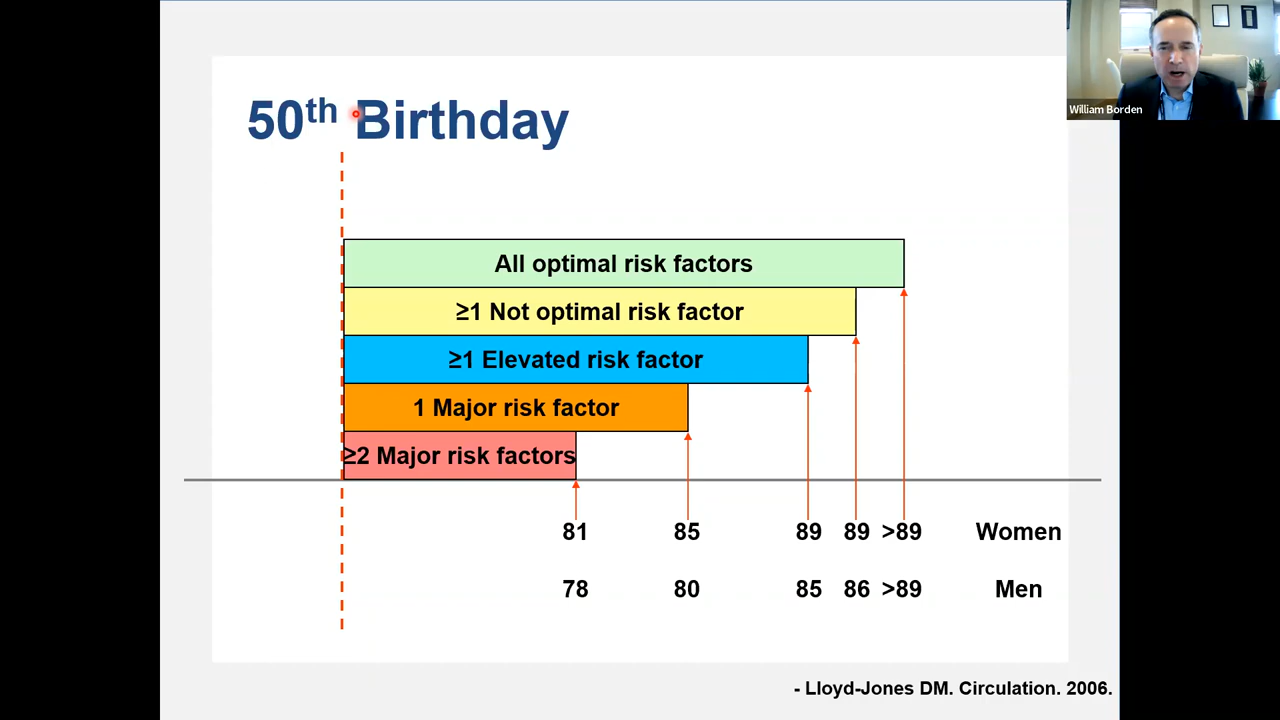 50th Birthday
William Borden
All optimal risk factors
≥1 Not optimal risk factor
≥1 Elevated risk factor
1 Major risk factor
≥2 Major risk factors
81 85 89 89 >89 Women
78 80 85 86 >89 Men
- Lloyd-Jones DM. Circulation. 2006.